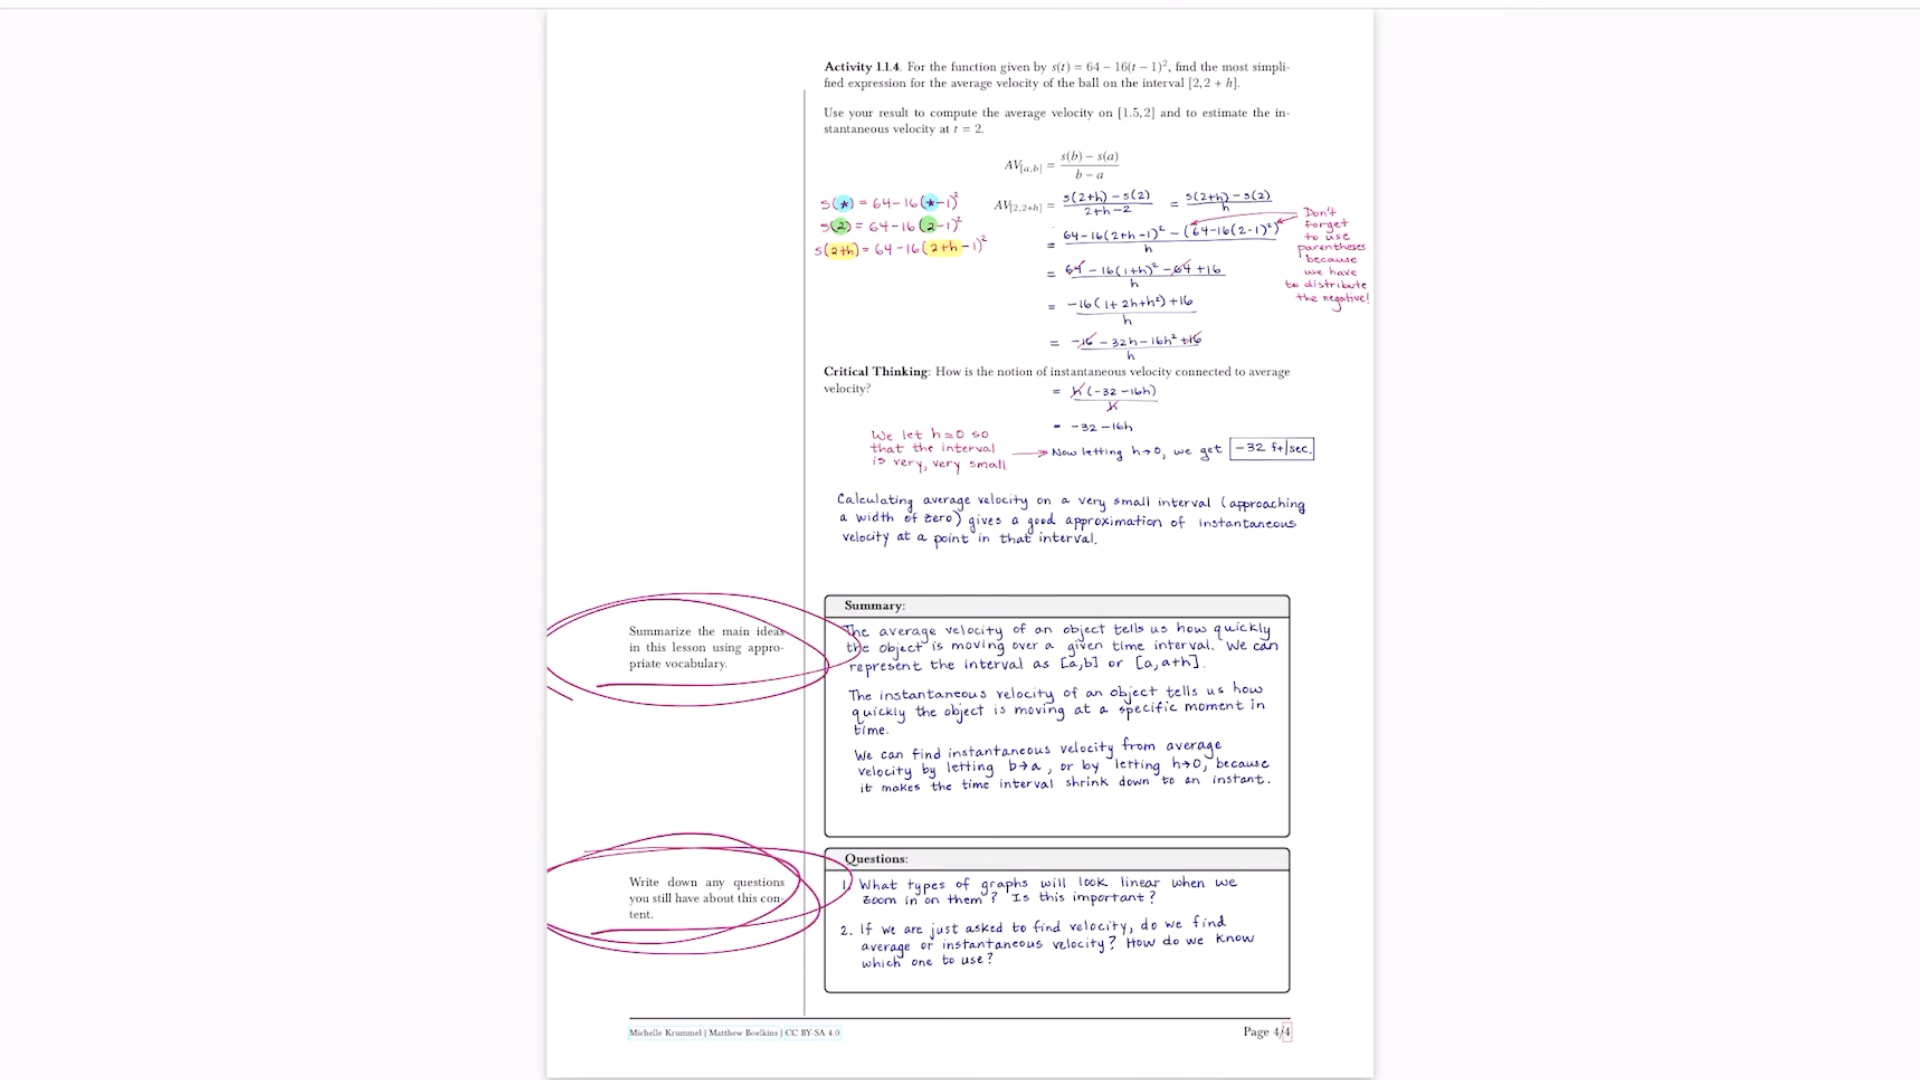 Activity 1.1.4. For the function given by s(t) = 64 − 16(t − 1)², find the most simpli-
fied expression for the average velocity of the ball on the interval [2, 2 + h].
Use your result to compute the average velocity on [1.5, 2] and to estimate the in-
stantaneous velocity at t = 2.
AV[a,b] = (s(b) − s(a)) / (b − a)
s(*) = 64-16(*-1)²
s(2) = 64-16(2-1)²
s(2+h) = 64-16(2+h-1)²
AV[2,2+h] = (s(2+h)-s(2)) / (2+h-2) = (s(2+h)-s(2)) / h
= (64-16(2+h-1)² - (64-16(2-1)²)) / h
Don't
forget
to use
parentheses
because
we have
to distribute
the negative!
= (64 - 16(1+h)² - 64 + 16) / h
= (-16(1+2h+h²)+16) / h
= (-16 - 32h - 16h² + 16) / h
Critical Thinking: How is the notion of instantaneous velocity connected to average
velocity?
= h(-32-16h) / h
= -32-16h
We let h≈0 so
that the interval
is very, very small
→ Now letting h→0, we get -32 ft/sec.
Calculating average velocity on a very small interval (approaching
a width of zero) gives a good approximation of instantaneous
velocity at a point in that interval.
Summarize the main ideas
in this lesson using appro-
priate vocabulary.
Summary:
The average velocity of an object tells us how quickly
the object is moving over a given time interval. We can
represent the interval as [a,b] or [a,a+h].
The instantaneous velocity of an object tells us how
quickly the object is moving at a specific moment in
time.
We can find instantaneous velocity from average
velocity by letting b→a, or by letting h→0, because
it makes the time interval shrink down to an instant.
Write down any questions
you still have about this con-
tent.
Questions:
1. What types of graphs will look linear when we
zoom in on them? Is this important?
2. If we are just asked to find velocity, do we find
average or instantaneous velocity? How do we know
which one to use?
Michelle Krummel | Matthew Boelkins | CC BY-SA 4.0
Page 4/4